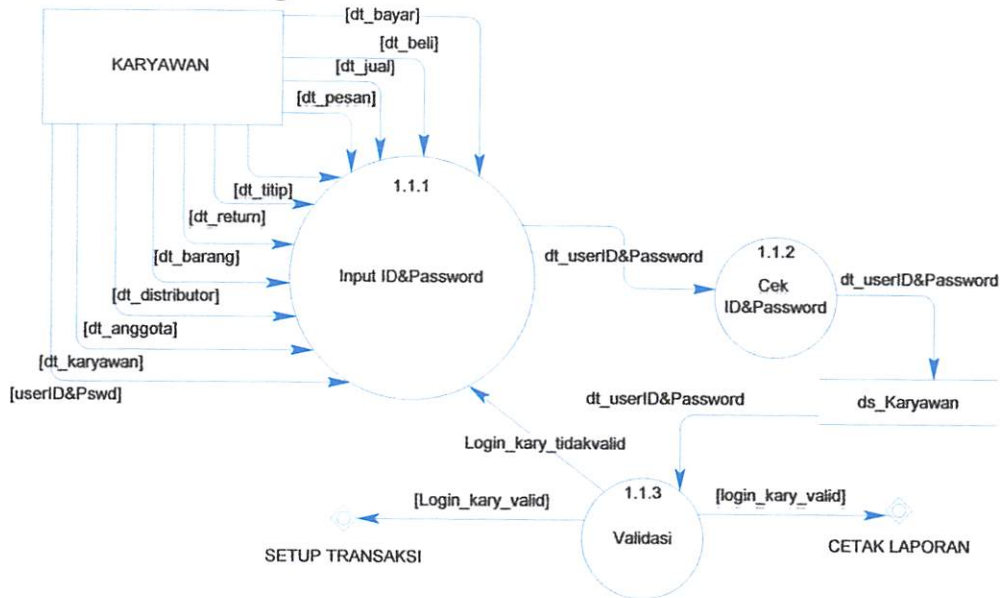 [dt_bayar]
[dt_beli]
KARYAWAN
[dt_jual]
[dt_pesan]
1.1.1
[dt_titip]
[dt_return]
[dt_barang]
Input ID&Password
[dt_distributor]
[dt_anggota]
[dt_karyawan]
[userID&Pswd]
dt_userID&Password
1.1.2
Cek
ID&Password
dt_userID&Password
ds_Karyawan
dt_userID&Password
Login_kary_tidakvalid
1.1.3
Validasi
[Login_kary_valid]
[login_kary_valid]
SETUP TRANSAKSI
CETAK LAPORAN